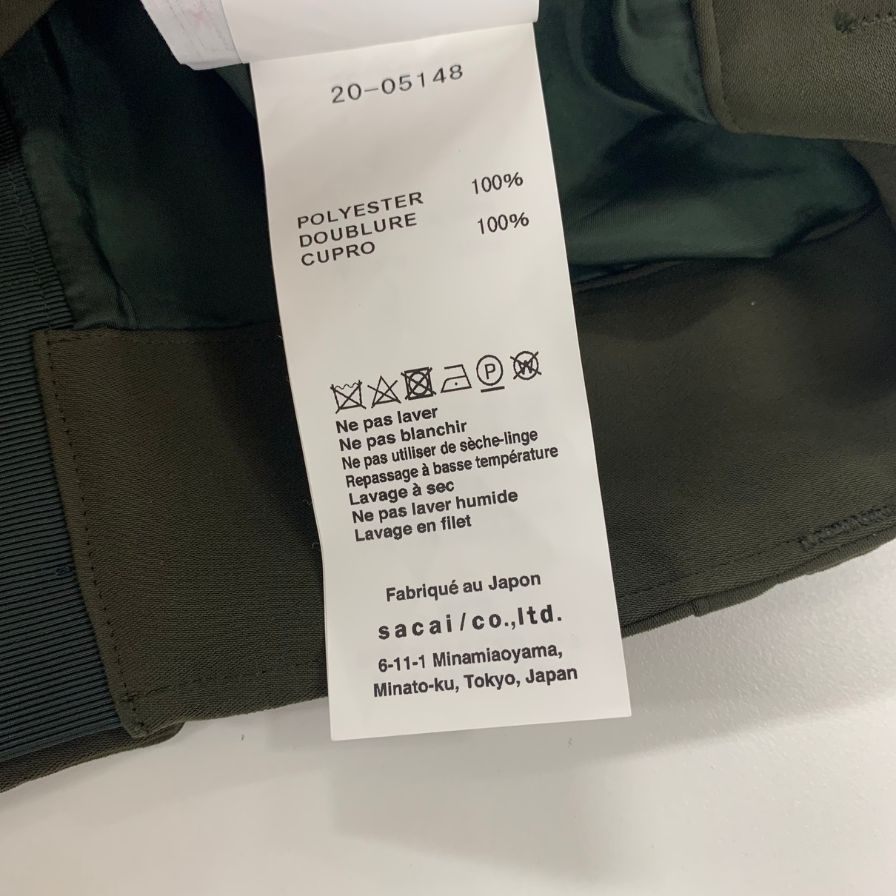 20-05148
POLYESTER 100%
DOUBLURE
CUPRO 100%
P W
Ne pas laver
Ne pas blanchir
Ne pas utiliser de sèche-linge
Repassage à basse température
Lavage à sec
Ne pas laver humide
Lavage en filet
Fabriqué au Japon
sacai/co.,ltd.
6-11-1 Minamiaoyama,
Minato-ku, Tokyo, Japan